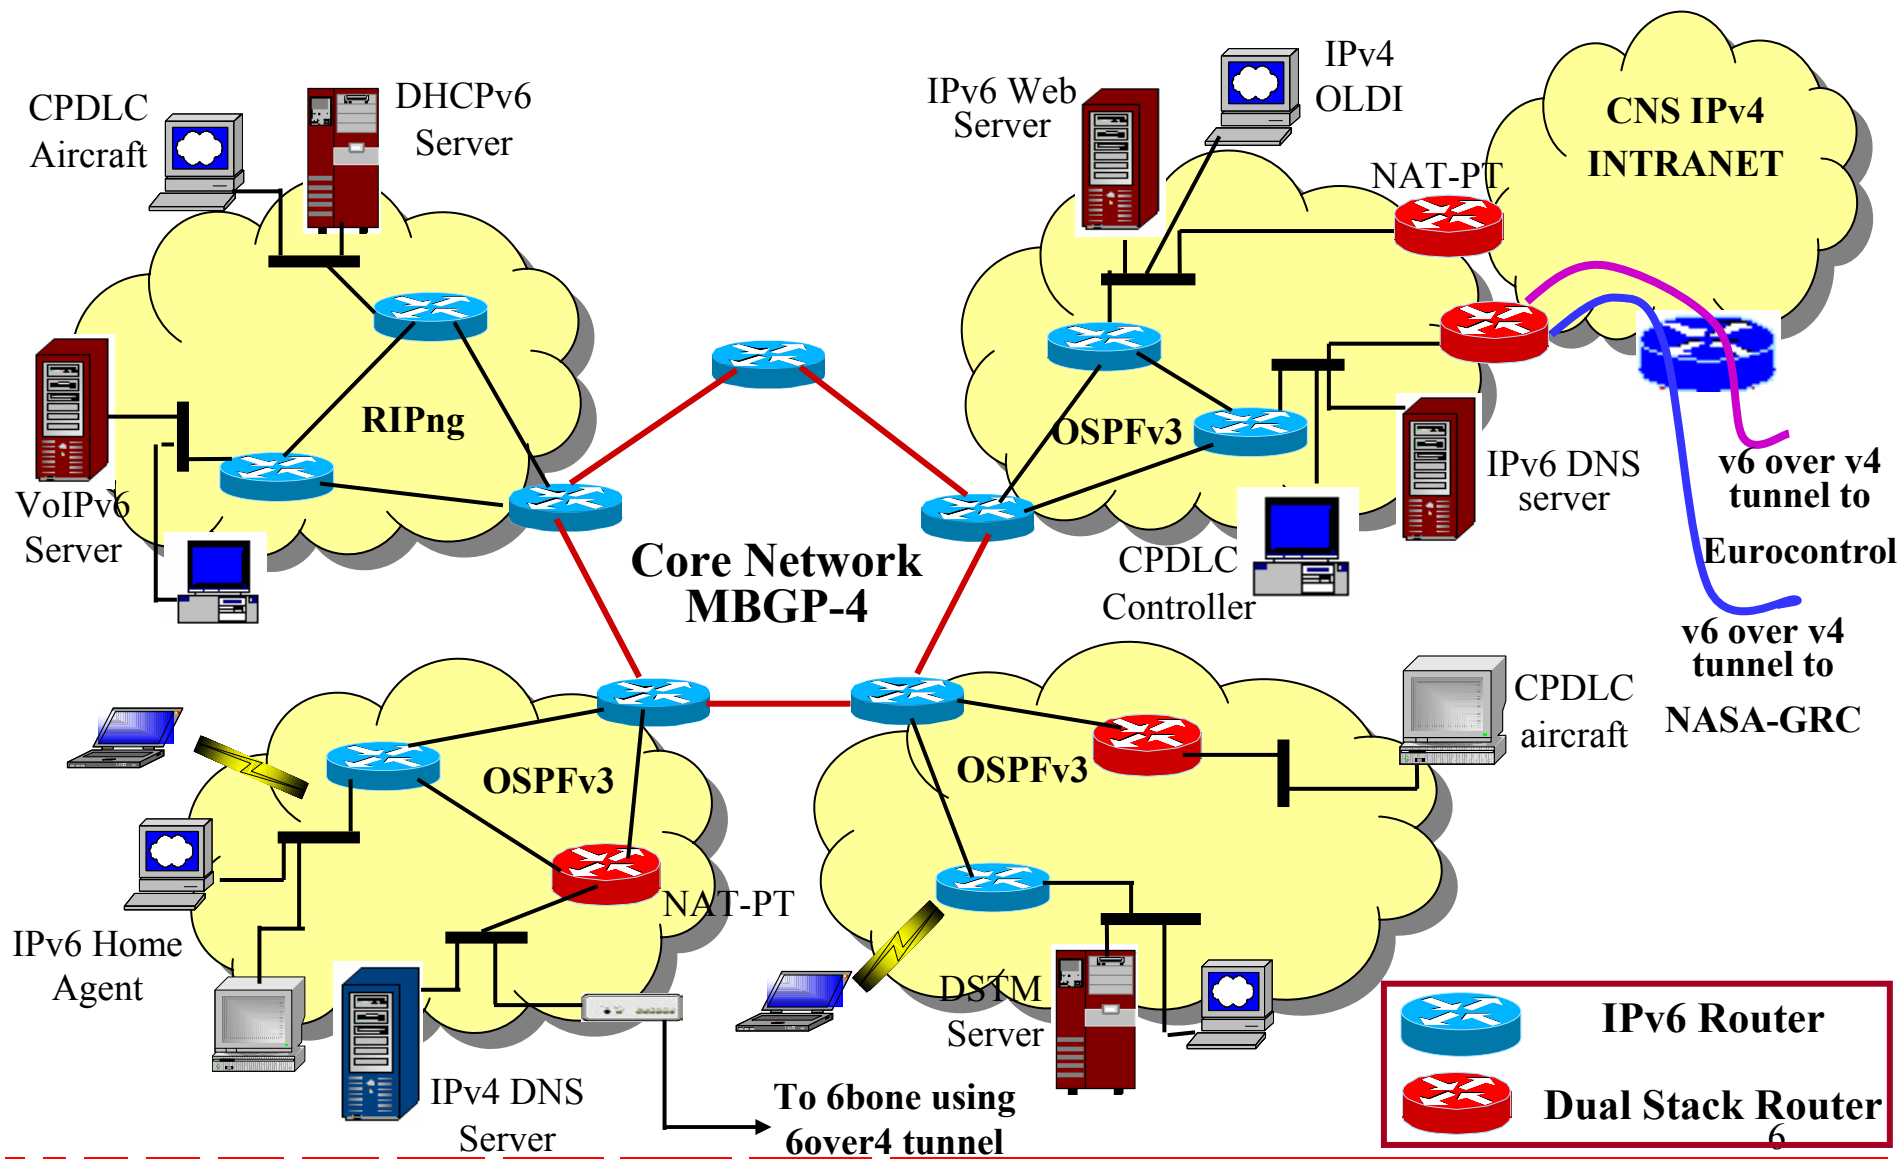 CPDLC
Aircraft
DHCPv6
Server
IPv6 Web
Server
IPv4
OLDI
CNS IPv4
INTRANET
NAT-PT
RIPng
OSPFv3
VoIPv6
Server
IPv6 DNS
server
v6 over v4
tunnel to
Eurocontrol
Core Network
MBGP-4
CPDLC
Controller
v6 over v4
tunnel to
NASA-GRC
CPDLC
aircraft
OSPFv3
OSPFv3
NAT-PT
IPv6 Home
Agent
DSTM
Server
IPv4 DNS
Server
To 6bone using
6over4 tunnel
IPv6 Router
Dual Stack Router
6